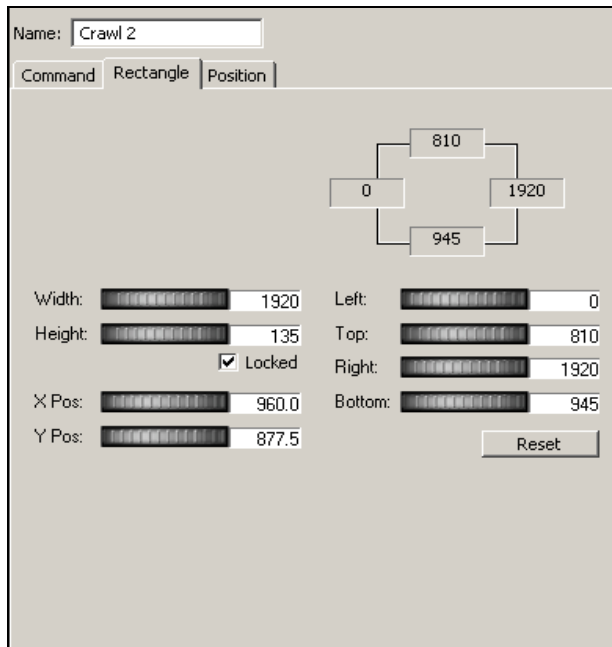 Name: Crawl 2
Command Rectangle Position
810
0 1920
945
Width: 1920 Left: 0
Height: 135 Top: 810
Locked Right: 1920
X Pos: 960.0 Bottom: 945
Y Pos: 877.5 Reset